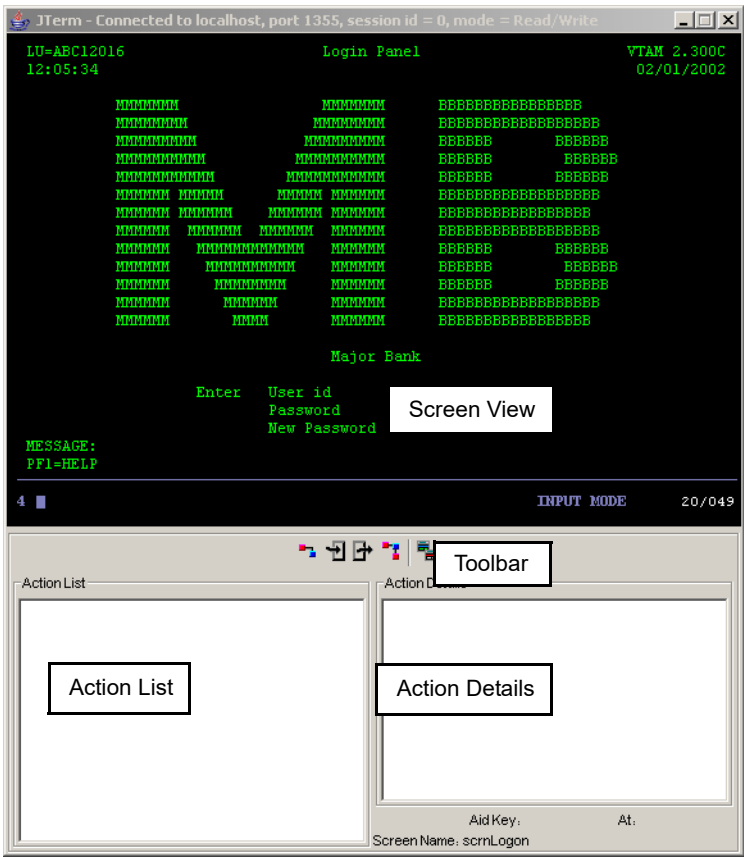 JTerm - Connected to localhost, port 1355, session id = 0, mode = Read/Write
LU=ABC12016 Login Panel VTAM 2.300C
12:05:34 02/01/2002
MMMMMMM MMMMMMM BBBBBBBBBBBBBBBB
MMMMMMMM MMMMMMMM BBBBBBBBBBBBBBBBBB
MMMMMMMMM MMMMMMMMM BBBBBB BBBBBB
MMMMMMMMMM MMMMMMMMMM BBBBBB BBBBBB
MMMMMMMMMMM MMMMMMMMMMM BBBBBB BBBBBB
MMMMMM MMMMM MMMMM MMMMMM BBBBBBBBBBBBBBBBBB
MMMMMM MMMMMM MMMMMM MMMMMM BBBBBBBBBBBBBBBBB
MMMMMM MMMMMM MMMMMM MMMMMM BBBBBBBBBBBBBBBBBB
MMMMMM MMMMMMMMMMMM MMMMMM BBBBBB BBBBBB
MMMMMM MMMMMMMMMM MMMMMM BBBBBB BBBBBB
MMMMMM MMMMMMMM MMMMMM BBBBBB BBBBBB
MMMMMM MMMMMM MMMMMM BBBBBBBBBBBBBBBBBB
MMMMMM MMMM MMMMMM BBBBBBBBBBBBBBBBB
Major Bank
Enter User id
Password
New Password
Screen View
MESSAGE:
PF1=HELP
4 INPUT MODE 20/049
Toolbar
Action List
Action Details
Action List
Action Details
Aid Key: At:
Screen Name: scrnLogon